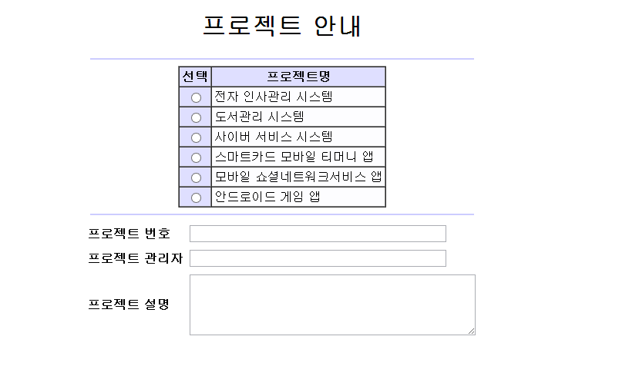 프로젝트 안내
선택 프로젝트명
전자 인사관리 시스템
도서관리 시스템
사이버 서비스 시스템
스마트카드 모바일 티머니 앱
모바일 쇼셜네트워크서비스 앱
안드로이드 게임 앱
프로젝트 번호
프로젝트 관리자
프로젝트 설명